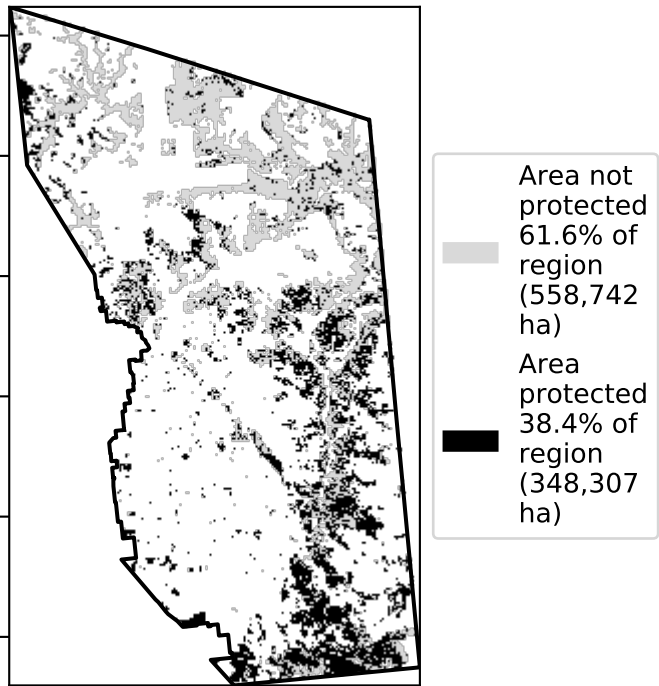 Area not
protected
61.6% of
region
(558,742
ha)
Area
protected
38.4% of
region
(348,307
ha)